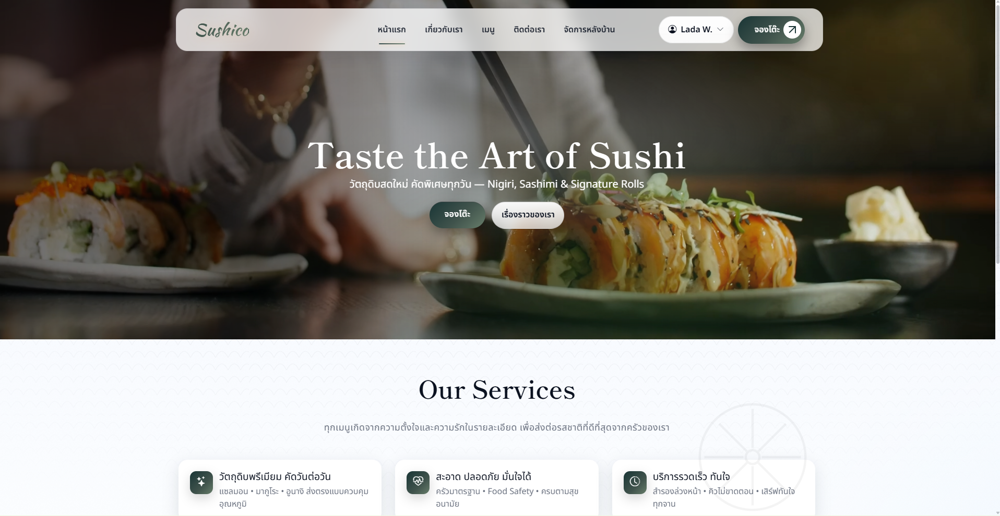 Sushico
หน้าแรก
เกี่ยวกับเรา
เมนู
ติดต่อเรา
จัดการหลังบ้าน
Lada W.
จองโต๊ะ
Taste the Art of Sushi
วัตถุดิบสดใหม่ คัดพิเศษทุกวัน — Nigiri, Sashimi & Signature Rolls
จองโต๊ะ
เรื่องราวของเรา
Our Services
ทุกเมนูเกิดจากความตั้งใจและความรักในรายละเอียด เพื่อส่งต่อรสชาติที่ดีที่สุดจากครัวของเรา
วัตถุดิบพรีเมียม คัดวันต่อวัน
แซลมอน • มากูโระ • อูนางิ ส่งตรงแบบควบคุม
อุณหภูมิ
สะอาด ปลอดภัย มั่นใจได้
ครัวมาตรฐาน • Food Safety • ครบตามสุข
อนามัย
บริการรวดเร็ว ทันใจ
สำรองล่วงหน้า • คิวไม่ขาดตอน • เสิร์ฟทันใจ
ทุกจาน